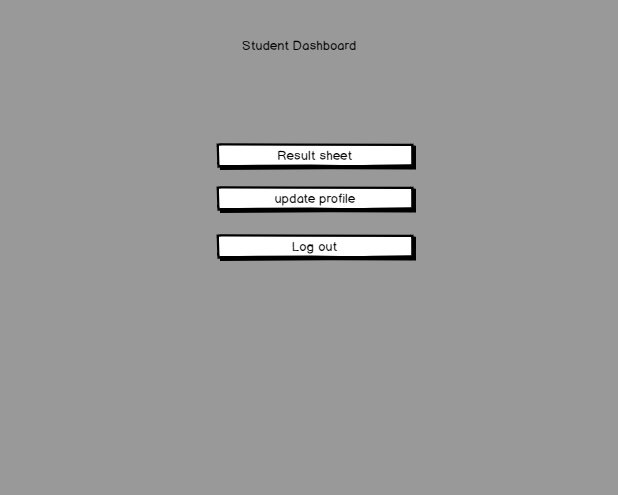 Student Dashboard
Result sheet
update profile
Log out